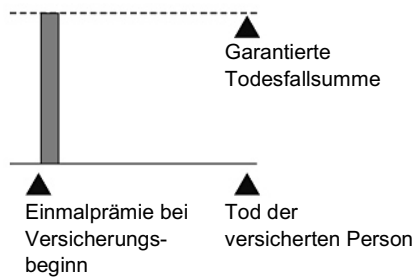 Garantierte
Todesfallsumme
Einmalprämie bei
Versicherungs-
beginn
Tod der
versicherten Person